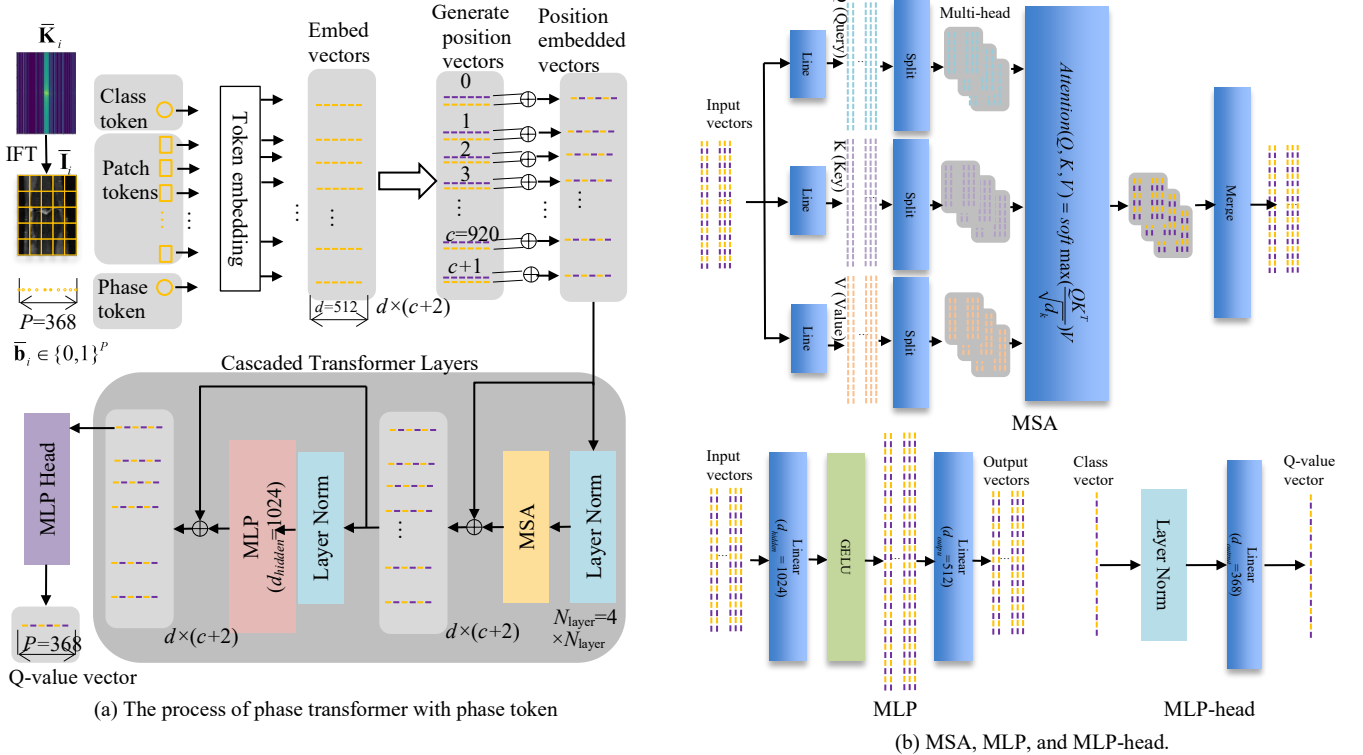 K̄ᵢ
IFT
Īᵢ
P=368
b̄ᵢ ∈ {0,1}ᴾ
Class
token
Patch
tokens
⋮
Phase
token
Token embedding
⋮
Embed
vectors
⋮
d=512
d×(c+2)
Generate
position
vectors
0
1
2
3
⋮
c=920
c+1
Position
embedded
vectors
⋮
Cascaded Transformer Layers
MLP Head
P=368
Q-value vector
d×(c+2)
MLP
(d_hidden=1024)
Layer Norm
⋮
d×(c+2)
MSA
Layer Norm
N_layer=4
×N_layer
(a) The process of phase transformer with phase token
Input
vectors
Line
Line
Line
(Query)
K (Key)
V (Value)
Split
Split
Split
Multi-head
Attention(Q, K, V) = soft max(QKᵀ/√dₖ)V
Merge
MSA
Input
vectors
Linear
(d_hidden = 1024)
GELU
Linear
=512)
Output
vectors
MLP
Class
vector
Layer Norm
Linear
=368)
Q-value
vector
MLP-head
(b) MSA, MLP, and MLP-head.